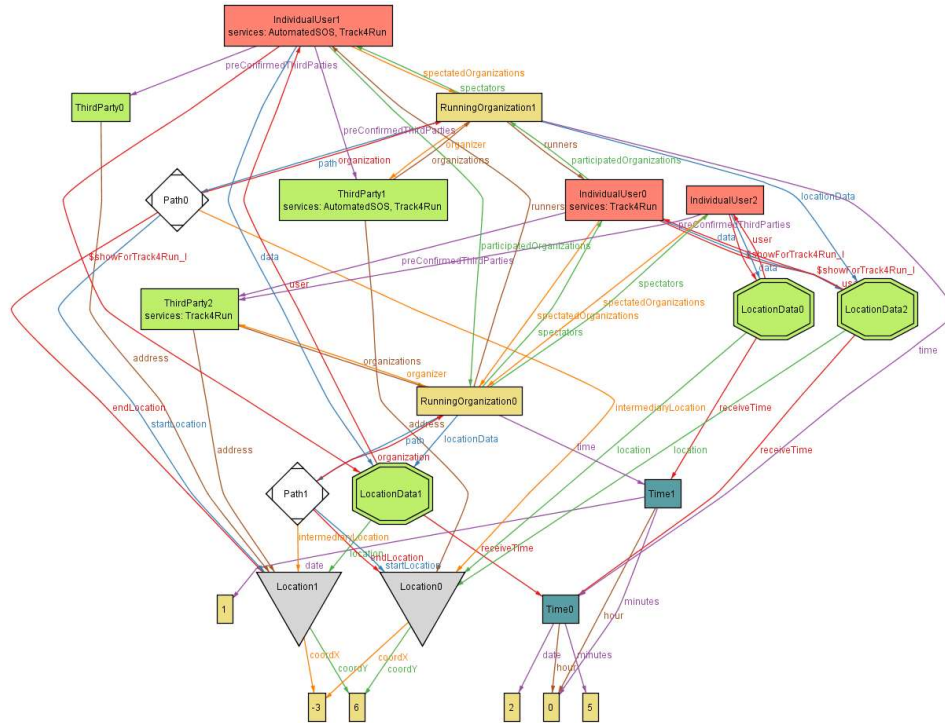 IndividualUser1
services: AutomatedSOS, Track4Run
preConfirmedThirdParties
spectatedOrganizations
spectators
ThirdParty0
RunningOrganization1
preConfirmedThirdParties
path
organization
organizer
organizations
runners
participatedOrganizations
locationData
Path0
ThirdParty1
services: AutomatedSOS, Track4Run
IndividualUser0
services: Track4Run
IndividualUser2
runners
preConfirmedThirdParties
data
user
$showForTrack4Run_I
data
user
participatedOrganizations
preConfirmedThirdParties
$showForTrack4Run_I
data
$showForTrack4Run_I
user
spectators
ThirdParty2
services: Track4Run
spectatedOrganizations
spectatedOrganizations
spectators
LocationData0
LocationData2
time
organizations
organizer
address
endLocation
RunningOrganization0
intermediaryLocation
receiveTime
startLocation
address
address
path
locationData
organization
time
location
location
receiveTime
Path1
LocationData1
Time1
intermediaryLocation
location
endLocation
receiveTime
date
startLocation
Location1
Location0
1
Time0
minutes
hour
coordX
coordY
coordX
coordY
date
hour
minutes
-3
6
2
0
5